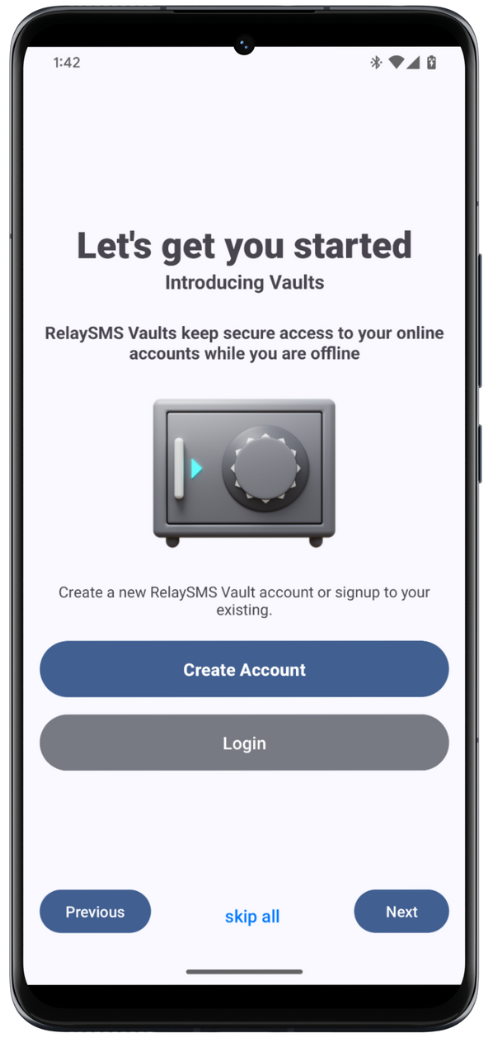 1:42
Let's get you started
Introducing Vaults
RelaySMS Vaults keep secure access to your online
accounts while you are offline
Create a new RelaySMS Vault account or signup to your
existing.
Create Account
Login
Previous
skip all
Next